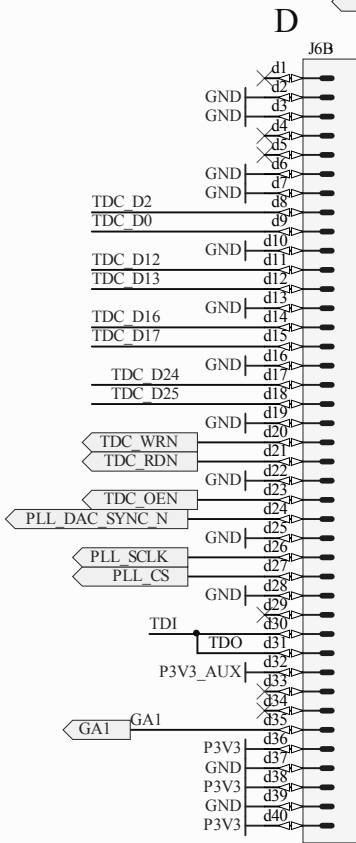 D
J6B
d1
GND d2
GND d3
d4
d5
GND d6
GND d7
TDC_D2 d8
TDC_D0 d9
GND d10
TDC_D12 d11
TDC_D13 d12
GND d13
TDC_D16 d14
TDC_D17 d15
GND d16
TDC_D24 d17
TDC_D25 d18
GND d19
TDC_WRN d20
TDC_RDN d21
GND d22
TDC_OEN d23
PLL_DAC_SYNC_N d24
GND d25
PLL_SCLK d26
PLL_CS d27
GND d28
d29
TDI d30
TDO d31
P3V3_AUX d32
d33
d34
GA1 GA1 d35
P3V3 d36
GND d37
P3V3 d38
GND d39
P3V3 d40